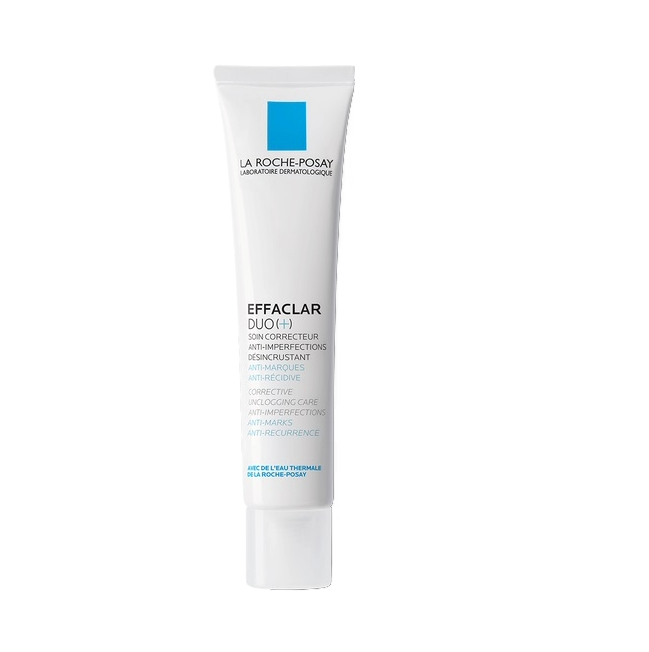 LA ROCHE-POSAY
LABORATOIRE DERMATOLOGIQUE
EFFACLAR
DUO(+)
SOIN CORRECTEUR
ANTI-IMPERFECTIONS
DÉSINCRUSTANT
ANTI-MARQUES
ANTI-RÉCIDIVE
CORRECTIVE
UNCLOGGING CARE
ANTI-IMPERFECTIONS
ANTI-MARKS
ANTI-RECURRENCE
AVEC DE L'EAU THERMALE
DE LA ROCHE-POSAY